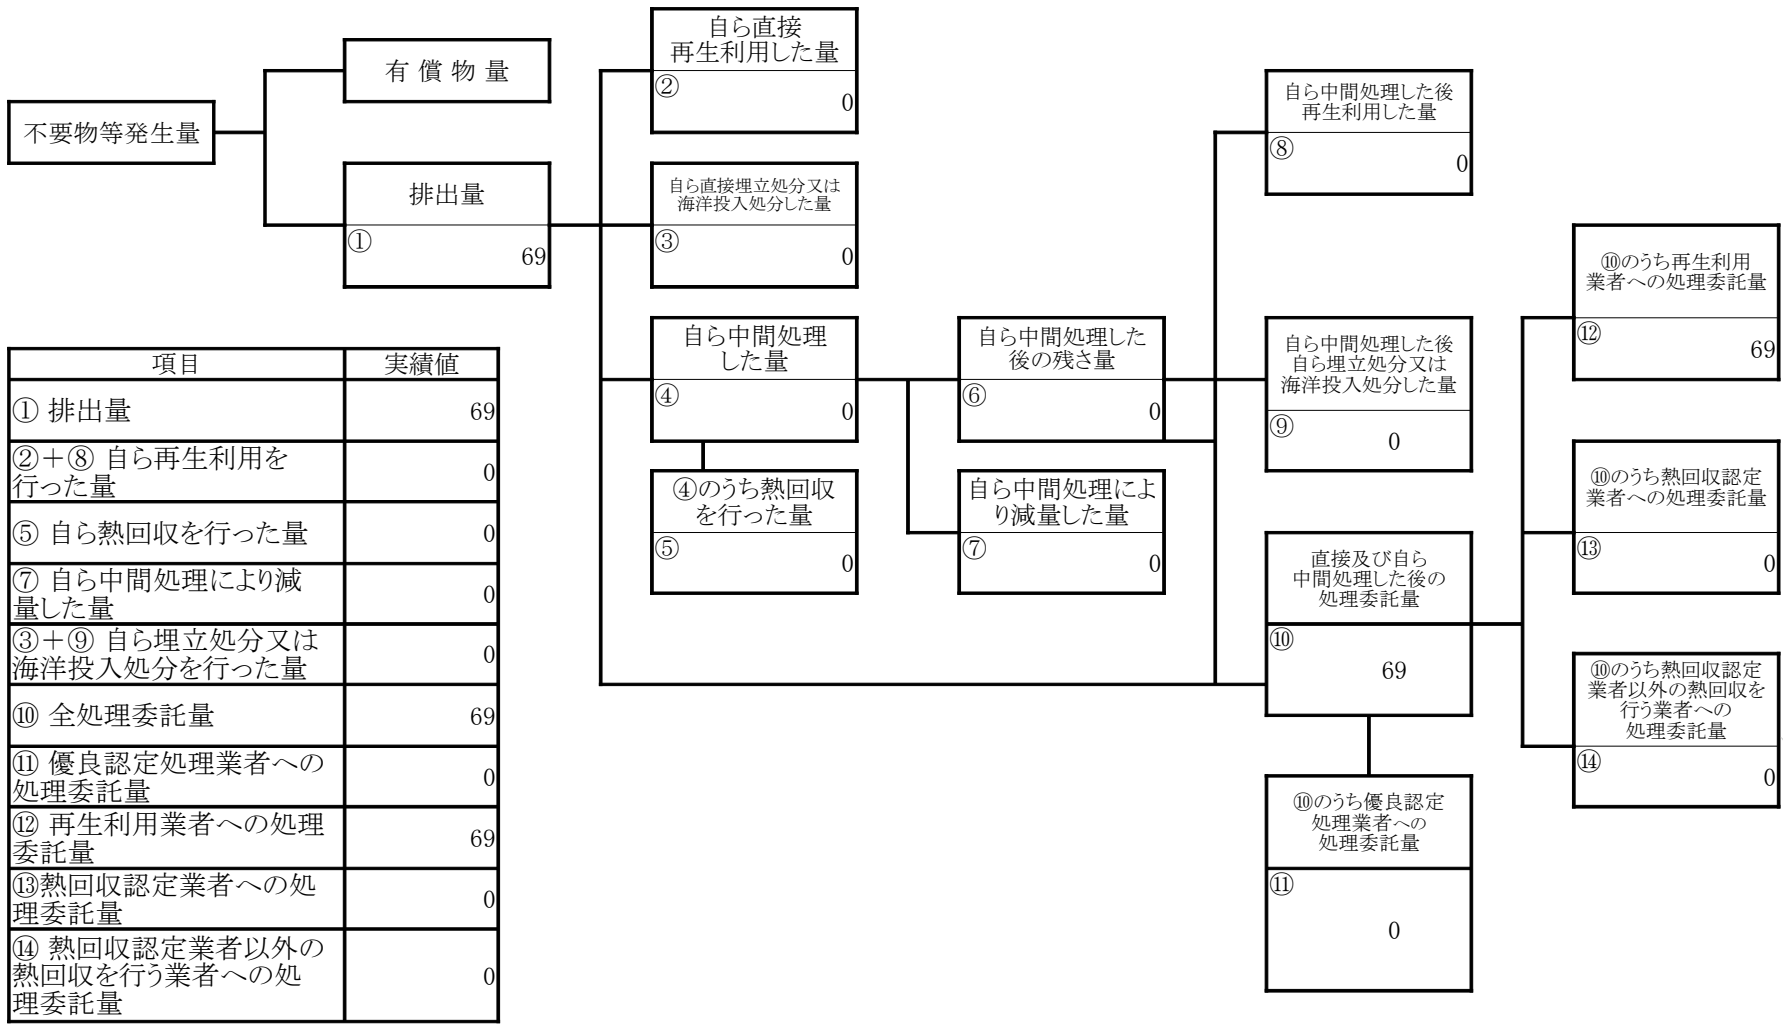 不要物等発生量
有償物量
排出量
①
69
自ら直接
再生利用した量
②
0
自ら直接埋立処分又は
海洋投入処分した量
③
0
自ら中間処理
した量
④
0
④のうち熱回収
を行った量
⑤
0
自ら中間処理した
後の残さ量
⑥
0
自ら中間処理によ
り減量した量
⑦
0
自ら中間処理した後
再生利用した量
⑧
0
自ら中間処理した後
自ら埋立処分又は
海洋投入処分した量
⑨
0
直接及び自ら
中間処理した後の
処理委託量
⑩
69
⑩のうち優良認定
処理業者への
処理委託量
⑪
0
⑩のうち再生利用
業者への処理委託量
⑫
69
⑩のうち熱回収認定
業者への処理委託量
⑬
0
⑩のうち熱回収認定
業者以外の熱回収を
行う業者への
処理委託量
⑭
0
項目 実績値
① 排出量 69
②＋⑧ 自ら再生利用を
行った量 0
⑤ 自ら熱回収を行った量 0
⑦ 自ら中間処理により減
量した量 0
③＋⑨ 自ら埋立処分又は
海洋投入処分を行った量 0
⑩ 全処理委託量 69
⑪ 優良認定処理業者への
処理委託量 0
⑫ 再生利用業者への処理
委託量 69
⑬熱回収認定業者への処
理委託量 0
⑭ 熱回収認定業者以外の
熱回収を行う業者への処
理委託量 0